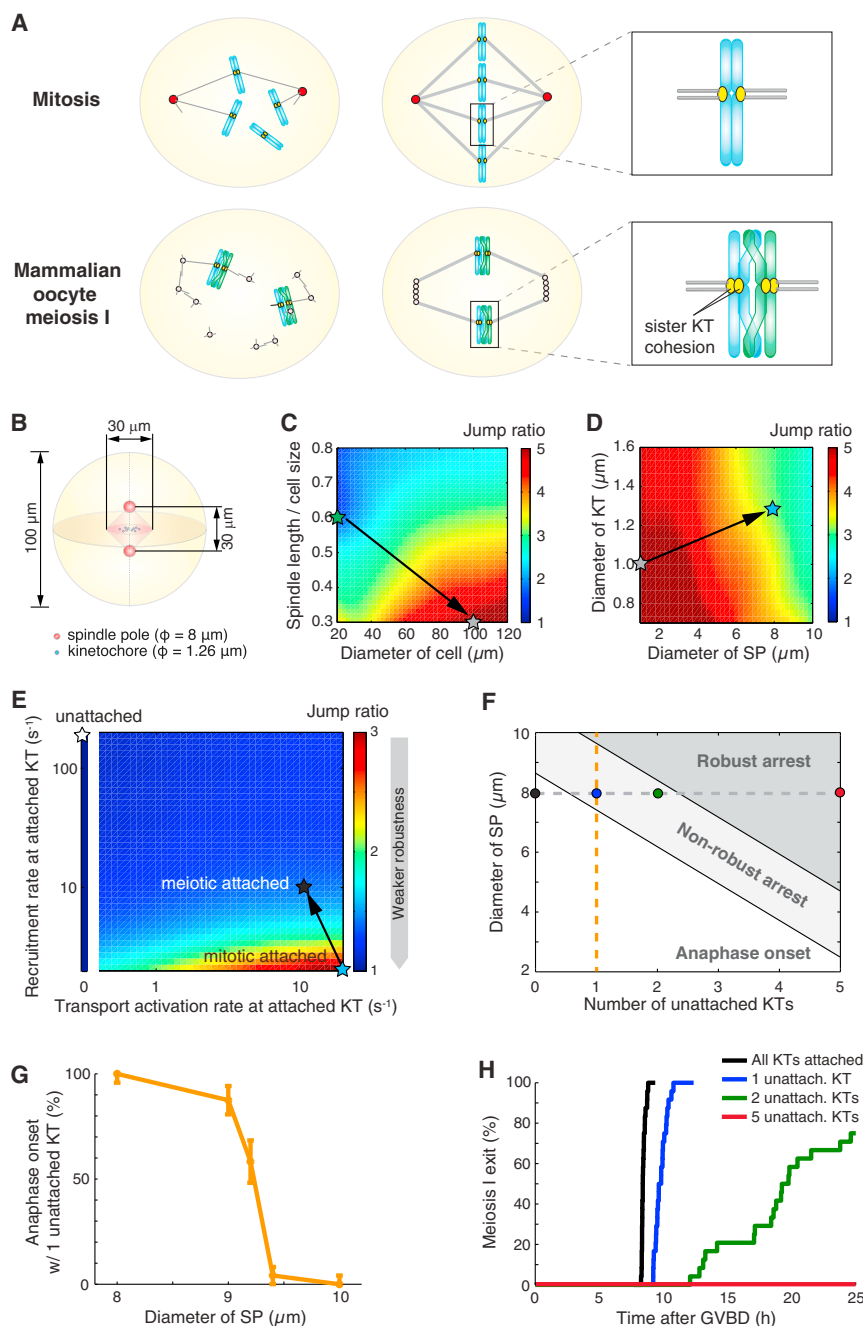 A
Mitosis
Mammalian
oocyte
meiosis I
sister KT
cohesion
B
30 μm
100 μm
30 μm
spindle pole (ϕ = 8 μm)
kinetochore (ϕ = 1.26 μm)
C
Jump ratio
Spindle length / cell size
0.8
0.7
0.6
0.5
0.4
0.3
20 40 60 80 100 120
Diameter of cell (μm)
5
4
3
2
1
D
Jump ratio
Diameter of KT (μm)
1.6
1.4
1.2
1.0
0.8
2 4 6 8 10
Diameter of SP (μm)
5
4
3
2
1
E
unattached
Jump ratio
Recruitment rate at attached KT (s⁻¹)
100
10
meiotic attached
mitotic attached
0 1 10
Transport activation rate at attached KT (s⁻¹)
3
2
1
Weaker robustness
F
Diameter of SP (μm)
10
8
6
4
2
Robust arrest
Non-robust arrest
Anaphase onset
0 1 2 3 4 5
Number of unattached KTs
G
Anaphase onset
w/ 1 unattached KT (%)
100
50
0
8 9 10
Diameter of SP (μm)
H
All KTs attached
1 unattach. KT
2 unattach. KTs
5 unattach. KTs
Meiosis I exit (%)
100
80
60
40
20
0
0 5 10 15 20 25
Time after GVBD (h)